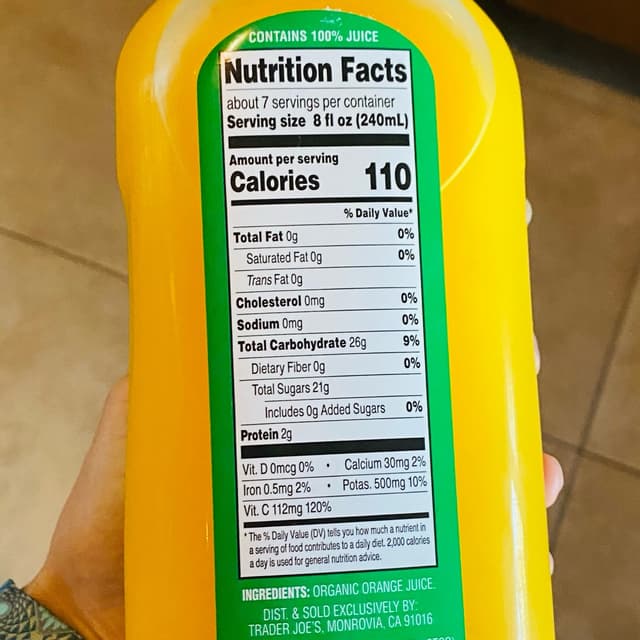 CONTAINS 100% JUICE
Nutrition Facts
about 7 servings per container
Serving size 8 fl oz (240mL)
Amount per serving
Calories 110
% Daily Value*
Total Fat 0g 0%
Saturated Fat 0g 0%
Trans Fat 0g
Cholesterol 0mg 0%
Sodium 0mg 0%
Total Carbohydrate 26g 9%
Dietary Fiber 0g 0%
Total Sugars 21g
Includes 0g Added Sugars 0%
Protein 2g
Vit. D 0mcg 0% • Calcium 30mg 2%
Iron 0.5mg 2% • Potas. 500mg 10%
Vit. C 112mg 120%
*The % Daily Value (DV) tells you how much a nutrient in
a serving of food contributes to a daily diet. 2,000 calories
a day is used for general nutrition advice.
INGREDIENTS: ORGANIC ORANGE JUICE.
DIST. & SOLD EXCLUSIVELY BY:
TRADER JOE'S, MONROVIA, CA 91016